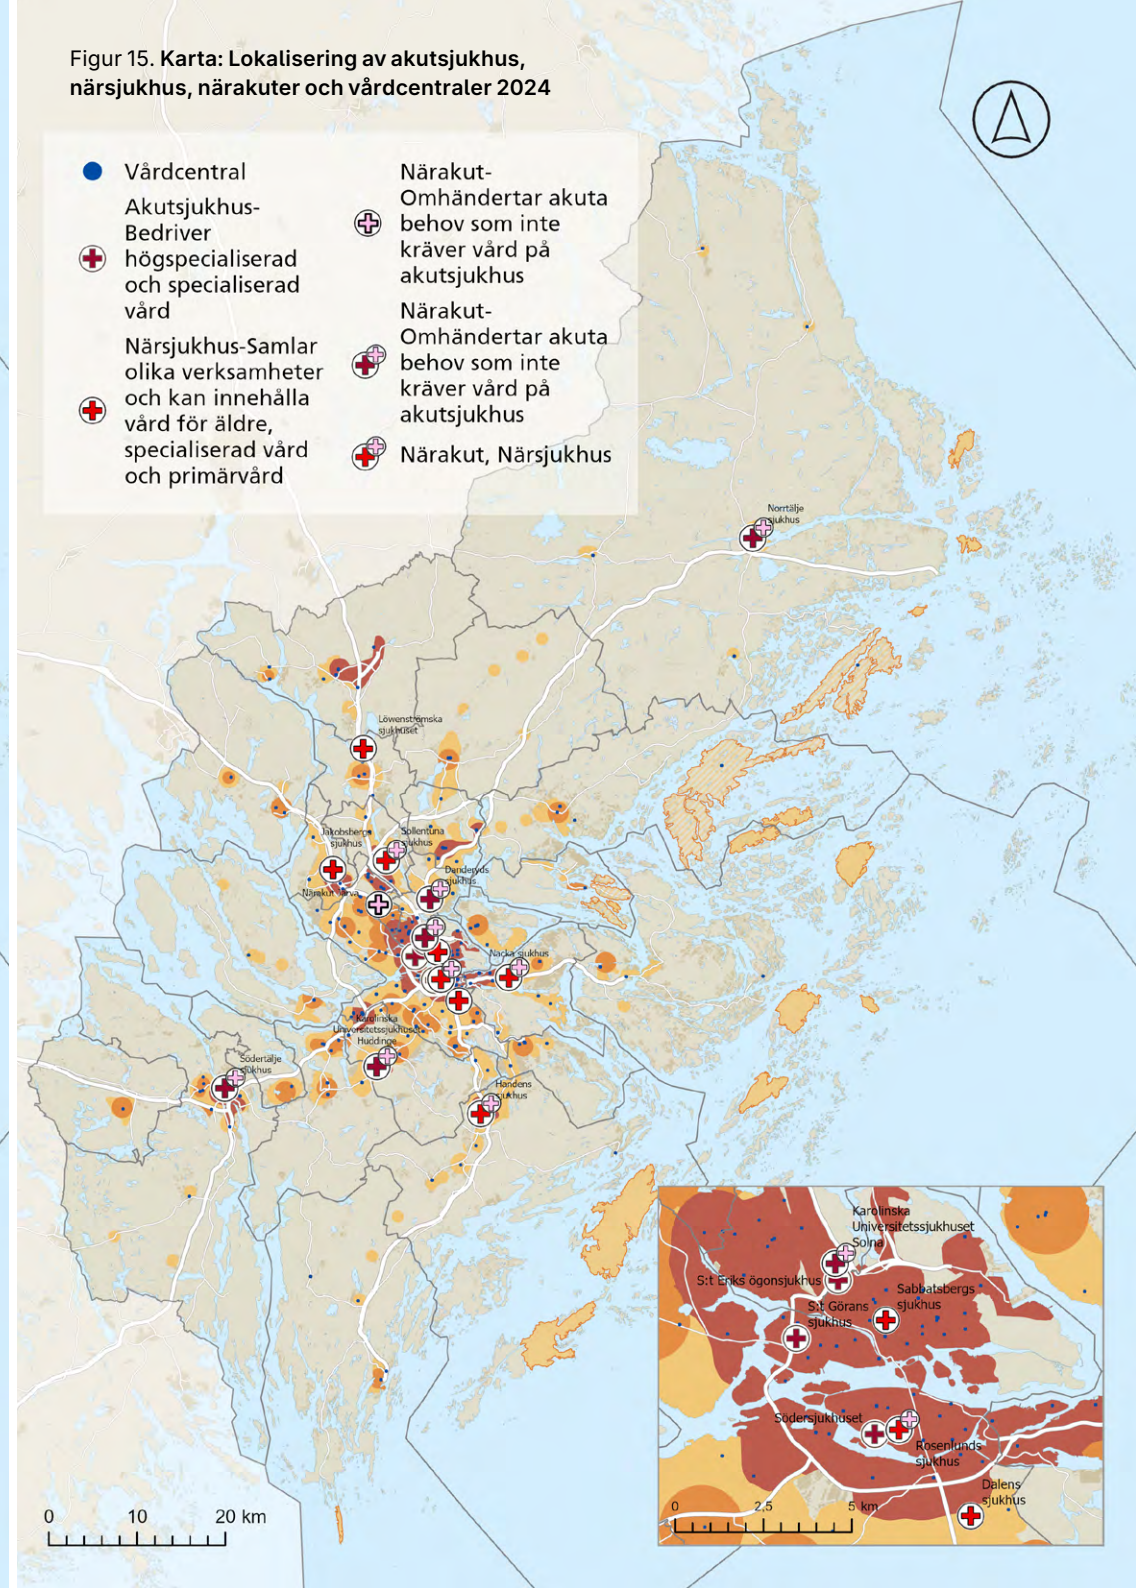 Figur 15. Karta: Lokalisering av akutsjukhus,
närsjukhus, närakuter och vårdcentraler 2024
Vårdcentral
Akutsjukhus-
Bedriver
högspecialiserad
och specialiserad
vård
Närsjukhus-Samlar
olika verksamheter
och kan innehålla
vård för äldre,
specialiserad vård
och primärvård
Närakut-
Omhändertar akuta
behov som inte
kräver vård på
akutsjukhus
Närakut-
Omhändertar akuta
behov som inte
kräver vård på
akutsjukhus
Närakut, Närsjukhus
Norrtälje
sjukhus
Löwenströmska
sjukhuset
Jakobsbergs
sjukhus
Sollentuna
sjukhus
Danderyds
sjukhus
Närakut Järva
Nacka sjukhus
Karolinska
Universitetssjukhuset
Huddinge
Södertälje
sjukhus
Handens
sjukhus
Karolinska
Universitetssjukhuset
Solna
S:t Eriks ögonsjukhus
Sabbatsbergs
sjukhus
S:t Görans
sjukhus
Södersjukhuset
Rosenlunds
sjukhus
Dalens
sjukhus
0 2,5 5 km
0 10 20 km